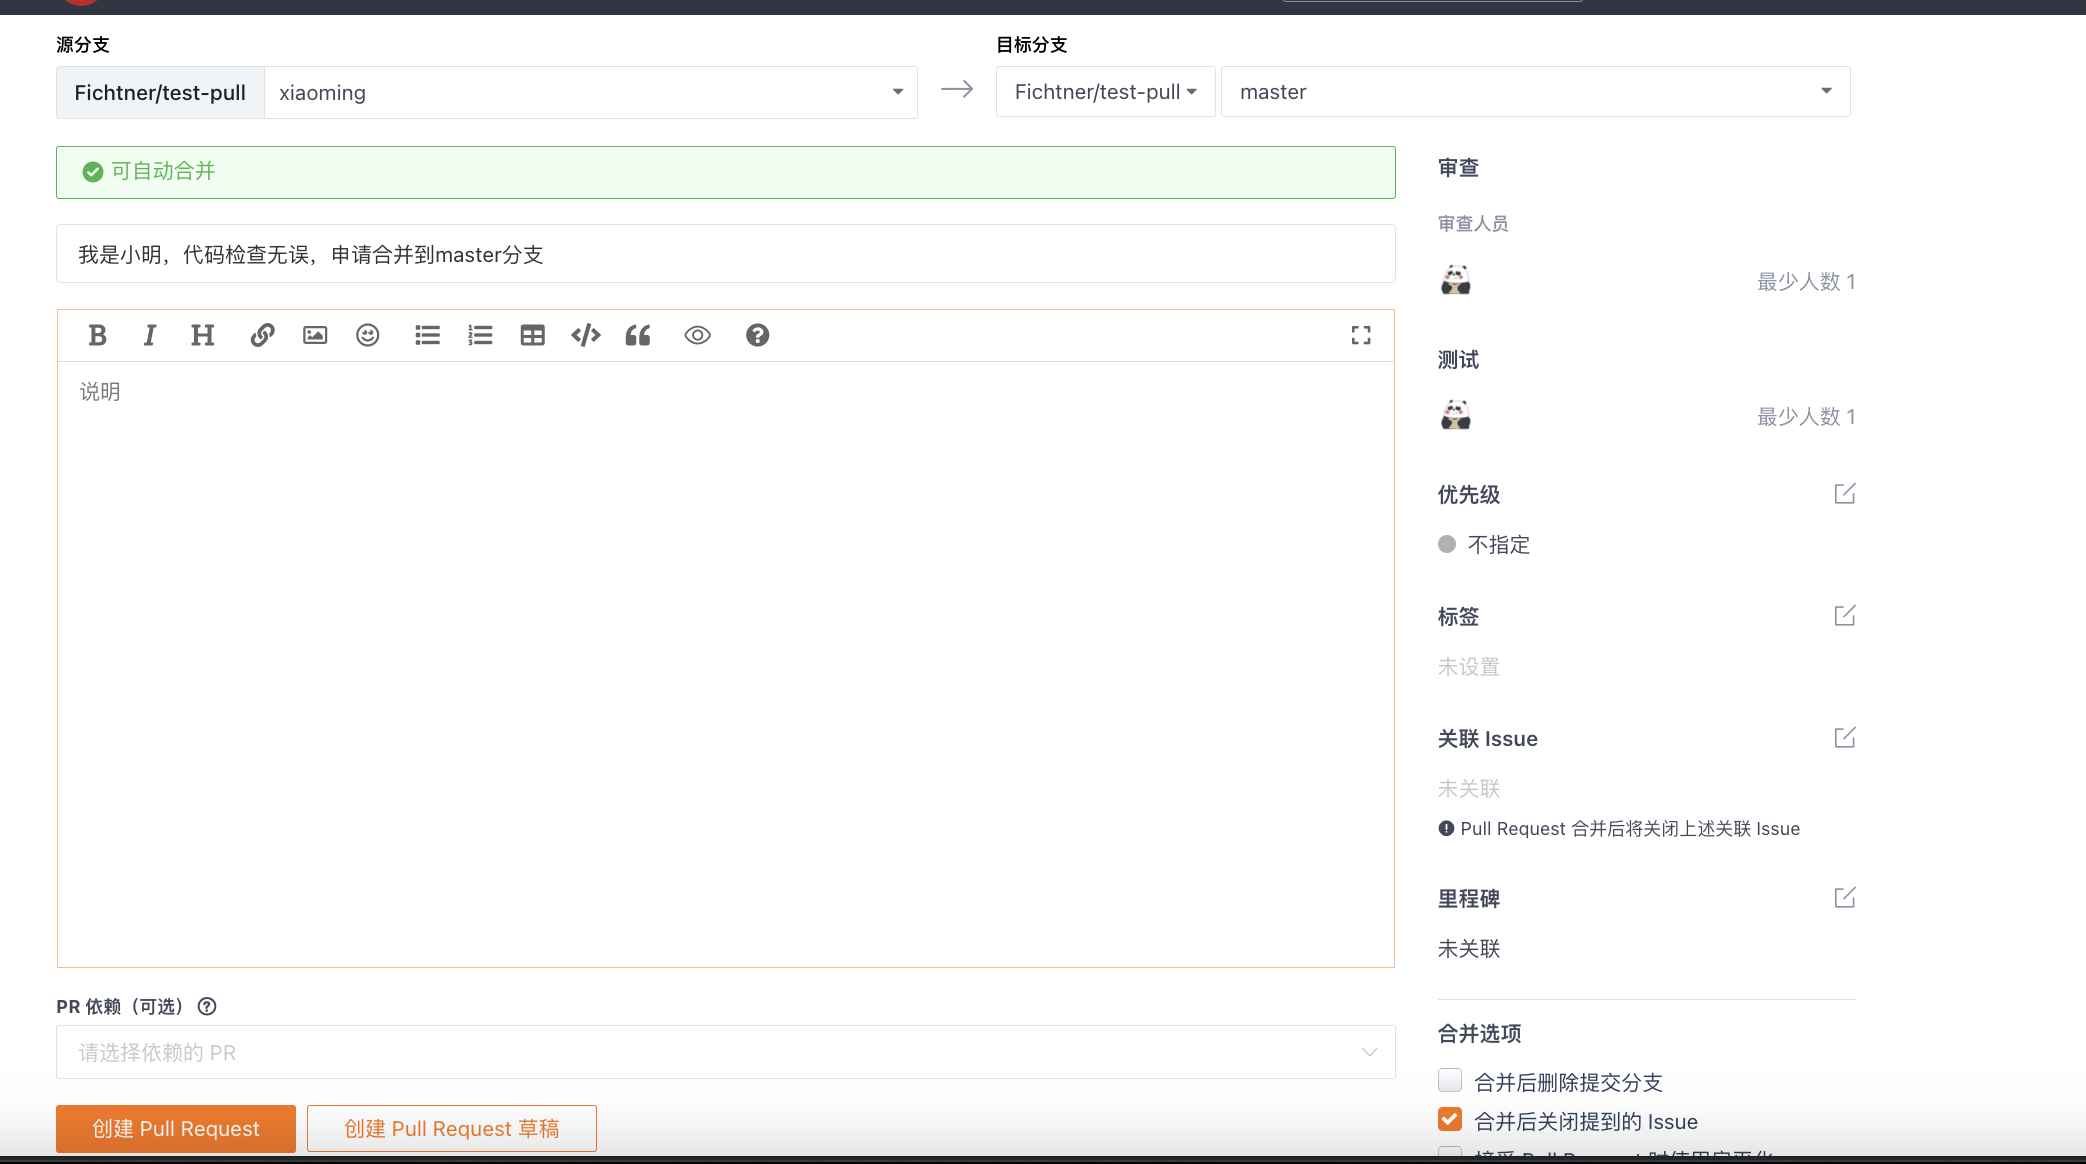 源分支
目标分支
Fichtner/test-pull xiaoming
Fichtner/test-pull master
可自动合并
我是小明，代码检查无误，申请合并到master分支
说明
PR 依赖（可选）
请选择依赖的 PR
创建 Pull Request 创建 Pull Request 草稿
审查
审查人员
最少人数 1
测试
最少人数 1
优先级
不指定
标签
未设置
关联 Issue
未关联
Pull Request 合并后将关闭上述关联 Issue
里程碑
未关联
合并选项
合并后删除提交分支
合并后关闭提到的 Issue